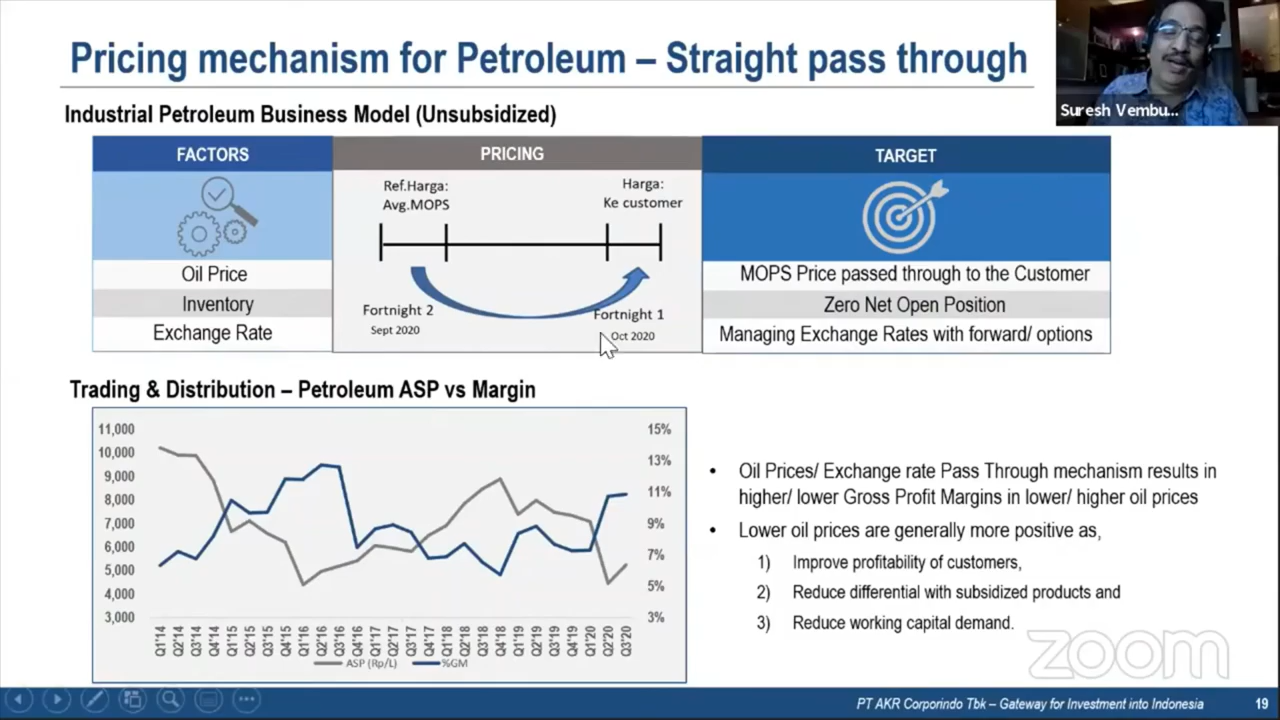 Pricing mechanism for Petroleum – Straight pass through
Suresh Vembu...
Industrial Petroleum Business Model (Unsubsidized)
FACTORS
Oil Price
Inventory
Exchange Rate
PRICING
Ref.Harga:
Avg.MOPS
Harga:
Ke customer
Fortnight 2
Sept 2020
Fortnight 1
Oct 2020
TARGET
MOPS Price passed through to the Customer
Zero Net Open Position
Managing Exchange Rates with forward/ options
Trading & Distribution – Petroleum ASP vs Margin
11,000
10,000
9,000
8,000
7,000
6,000
5,000
4,000
3,000
15%
13%
11%
9%
7%
5%
3%
Q1'14
Q2'14
Q3'14
Q4'14
Q1'15
Q2'15
Q3'15
Q4'15
Q1'16
Q2'16
Q3'16
Q4'16
Q1'17
Q2'17
Q3'17
Q4'17
Q1'18
Q2'18
Q3'18
Q4'18
Q1'19
Q2'19
Q3'19
Q4'19
Q1'20
Q2'20
Q3'20
ASP (Rp/L)
%GM
• Oil Prices/ Exchange rate Pass Through mechanism results in
higher/ lower Gross Profit Margins in lower/ higher oil prices
• Lower oil prices are generally more positive as,
1) Improve profitability of customers,
2) Reduce differential with subsidized products and
3) Reduce working capital demand.
zoom
PT AKR Corporindo Tbk – Gateway for Investment into Indonesia
19